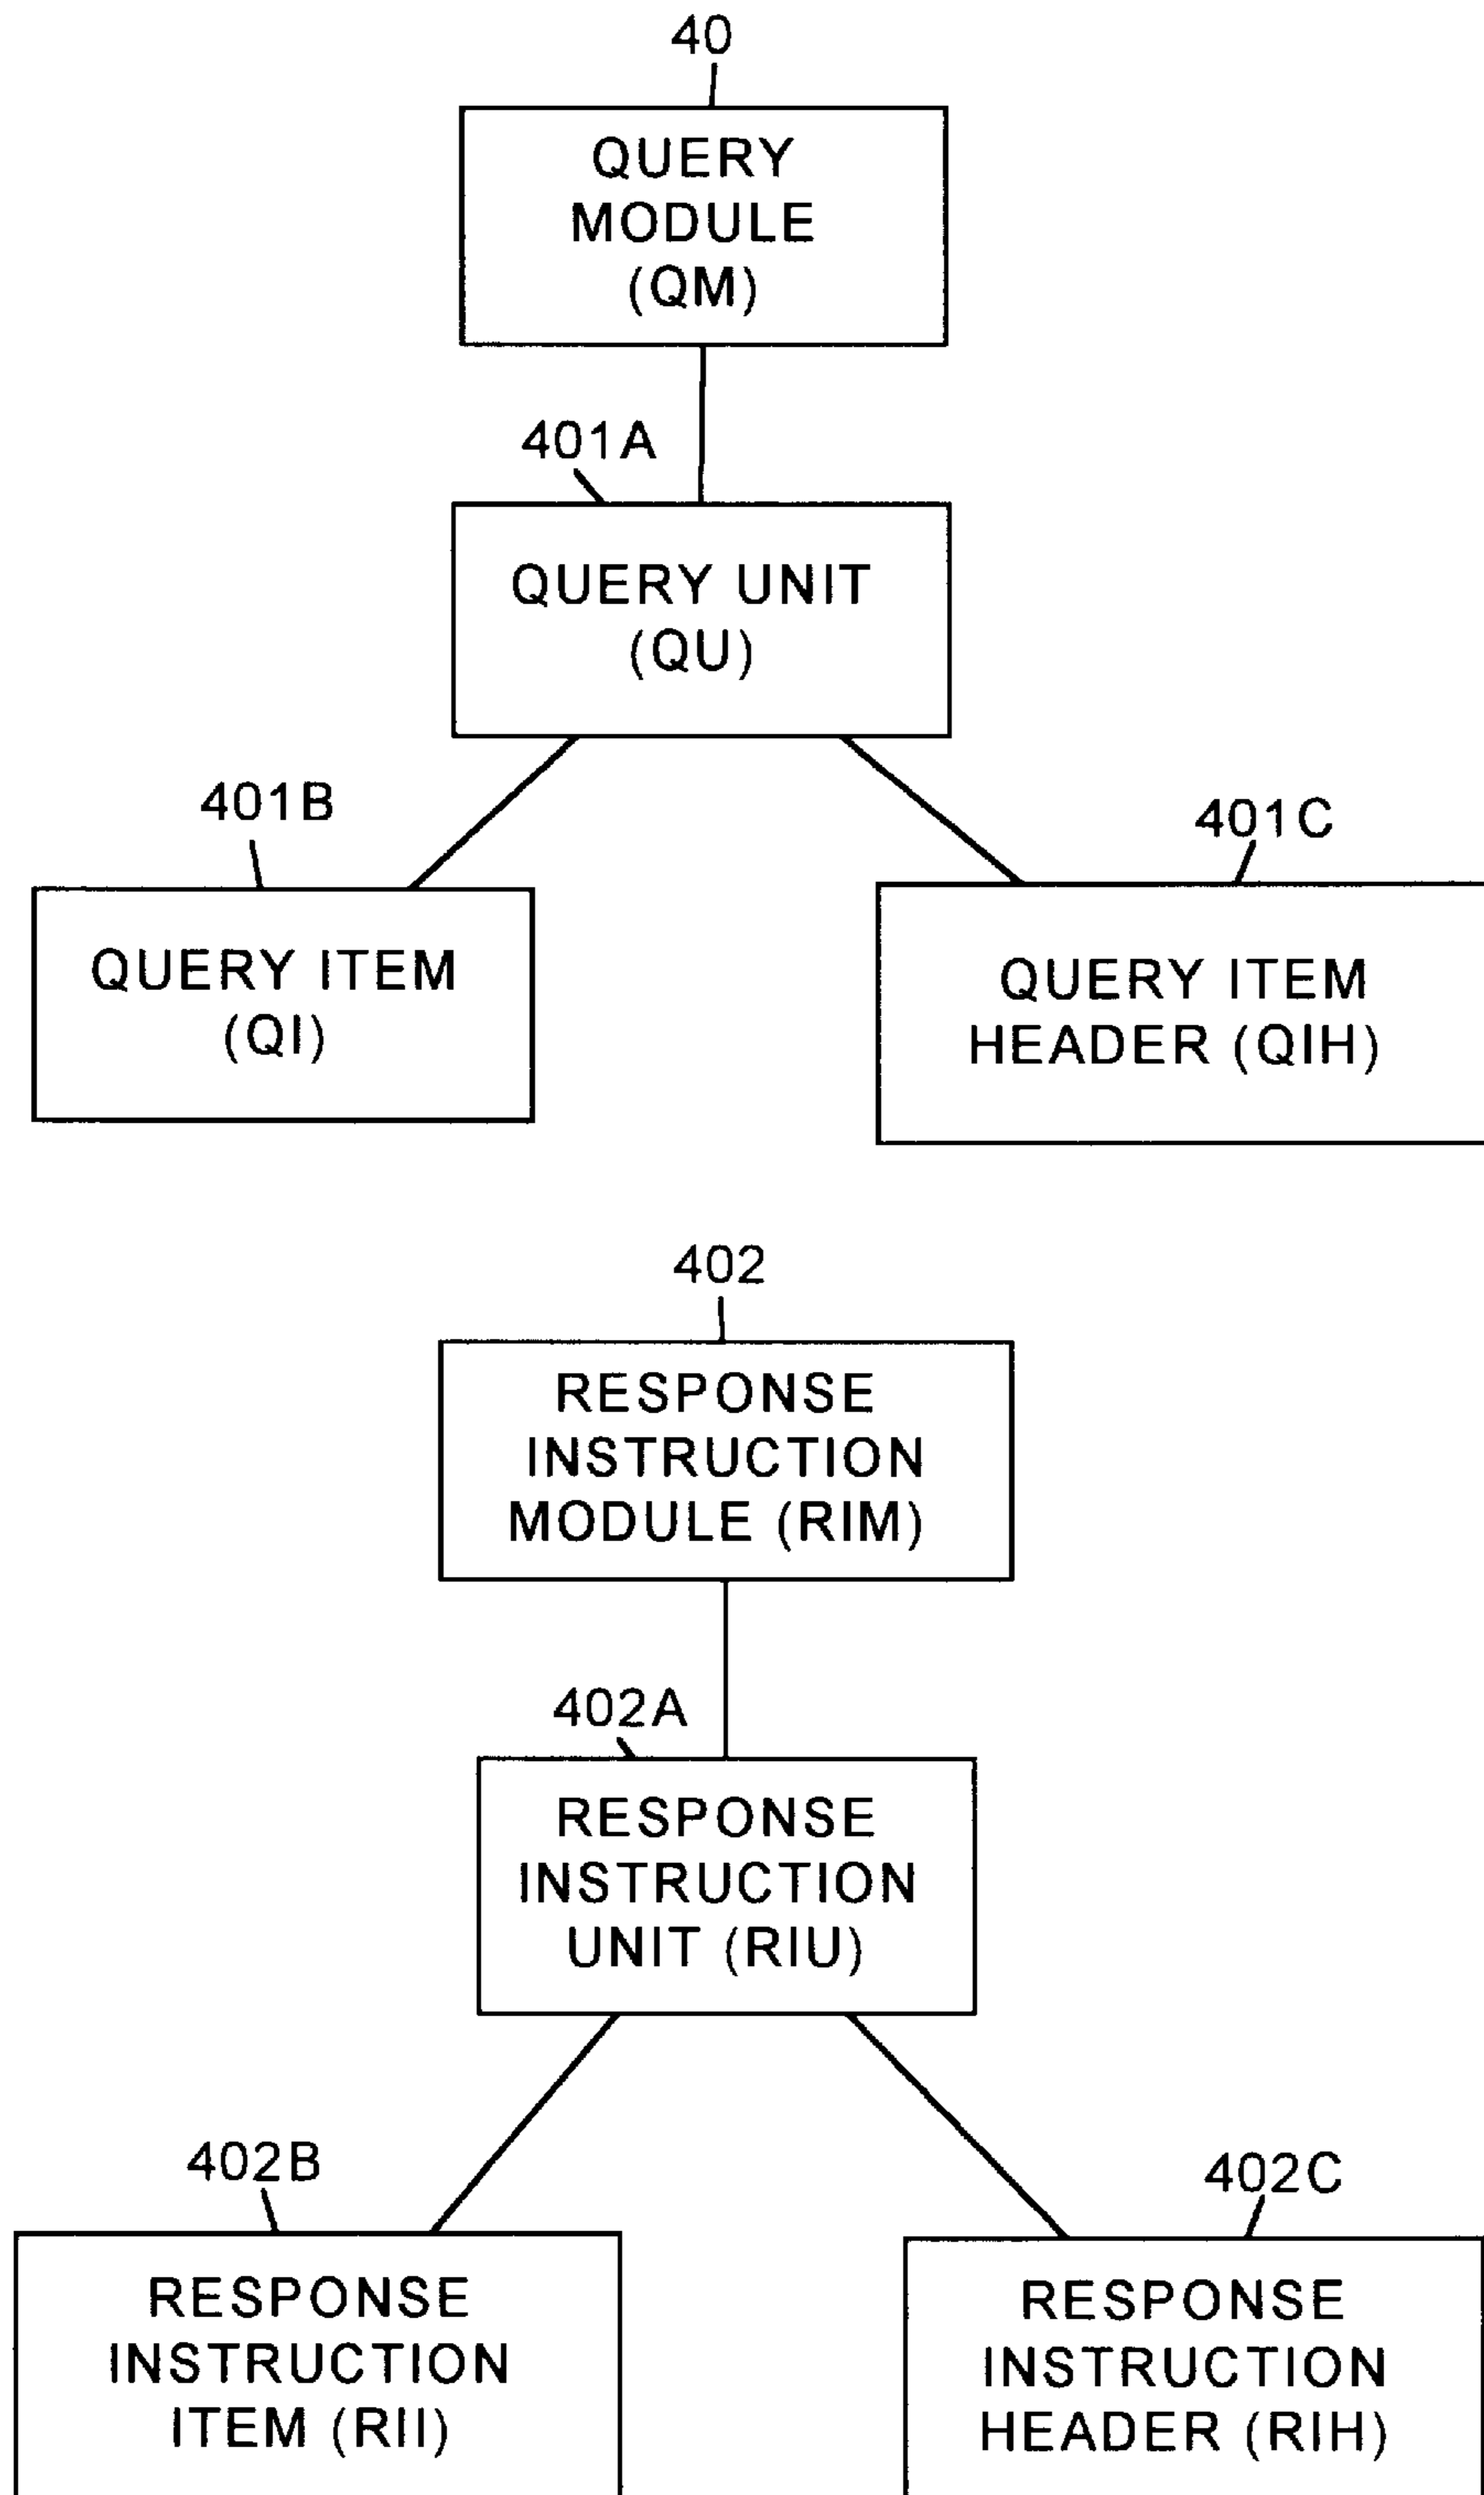 40
QUERY
MODULE
(QM)
401A
QUERY UNIT
(QU)
401B
401C
QUERY ITEM
(QI)
QUERY ITEM
HEADER (QIH)
402
RESPONSE
INSTRUCTION
MODULE (RIM)
402A
RESPONSE
INSTRUCTION
UNIT (RIU)
402B
402C
RESPONSE
INSTRUCTION
ITEM (RII)
RESPONSE
INSTRUCTION
HEADER (RIH)